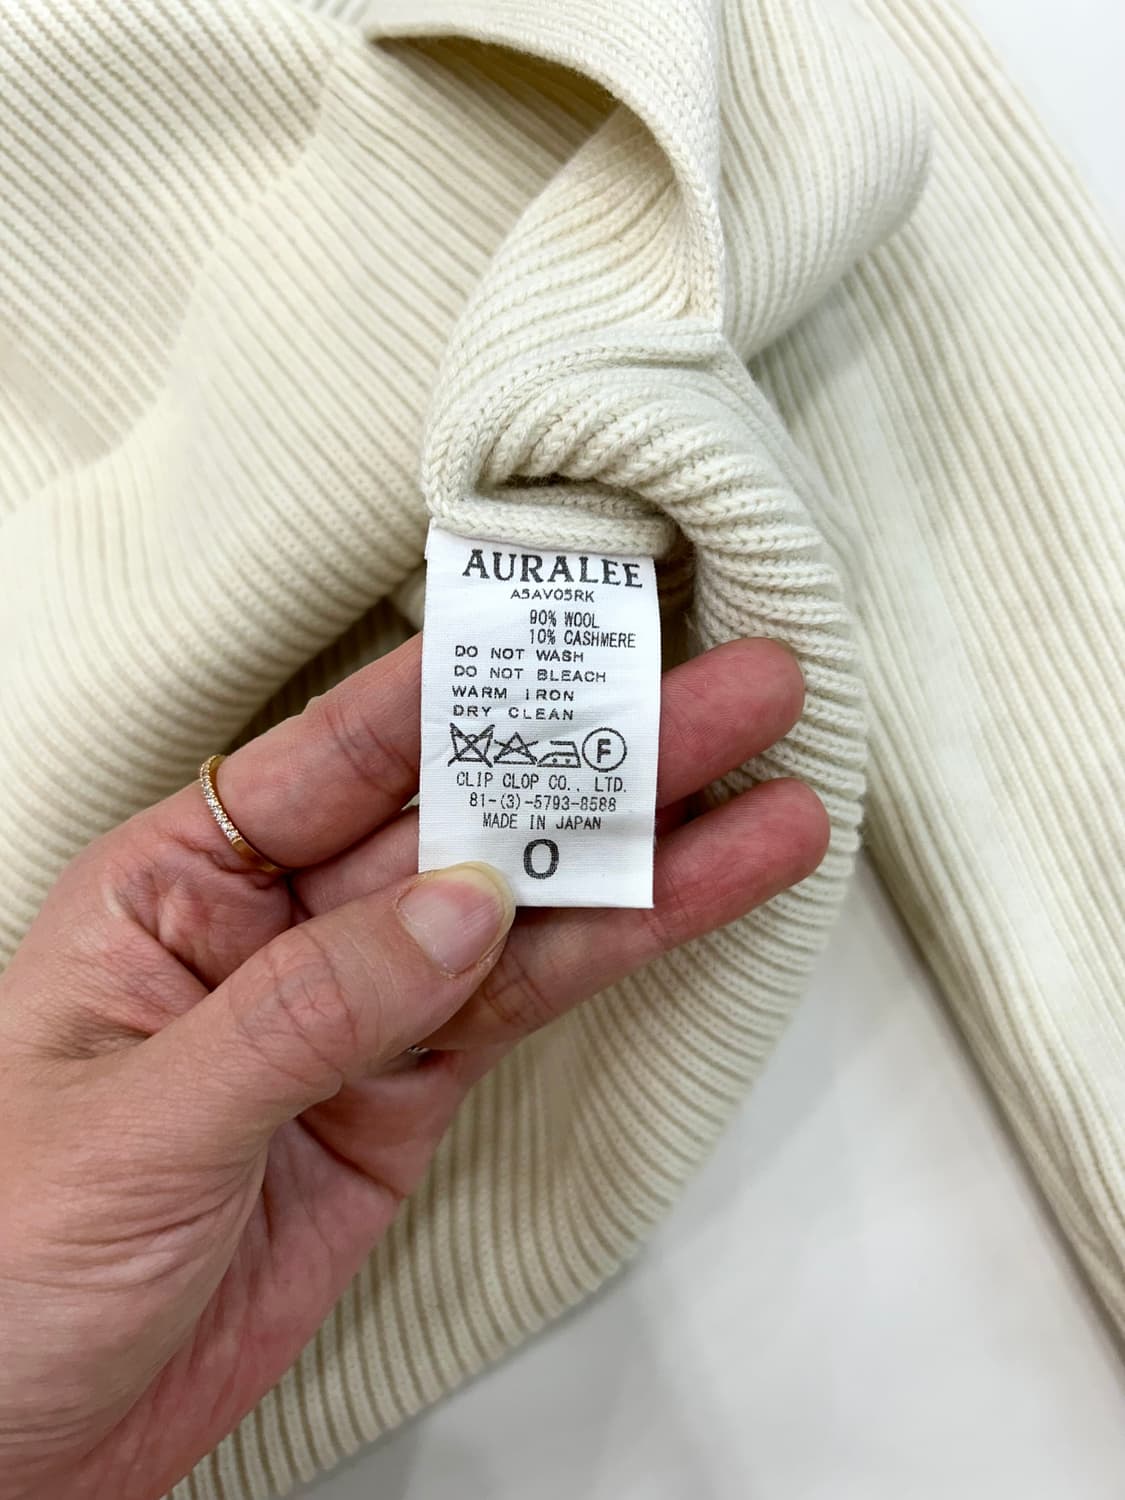 AURALEE
A5AV05RK
90% WOOL
10% CASHMERE
DO NOT WASH
DO NOT BLEACH
WARM IRON
DRY CLEAN
F
CLIP CLOP CO., LTD.
81-(3)-5793-8588
MADE IN JAPAN
0